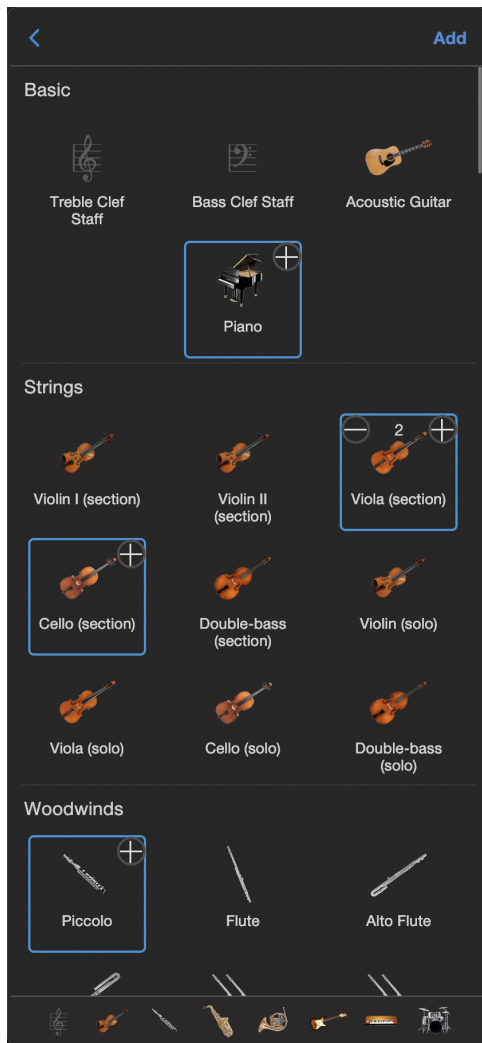 Add
Basic
Treble Clef
Staff
Bass Clef Staff
Acoustic Guitar
Piano
Strings
Violin I (section)
Violin II
(section)
2
Viola (section)
Cello (section)
Double-bass
(section)
Violin (solo)
Viola (solo)
Cello (solo)
Double-bass
(solo)
Woodwinds
Piccolo
Flute
Alto Flute